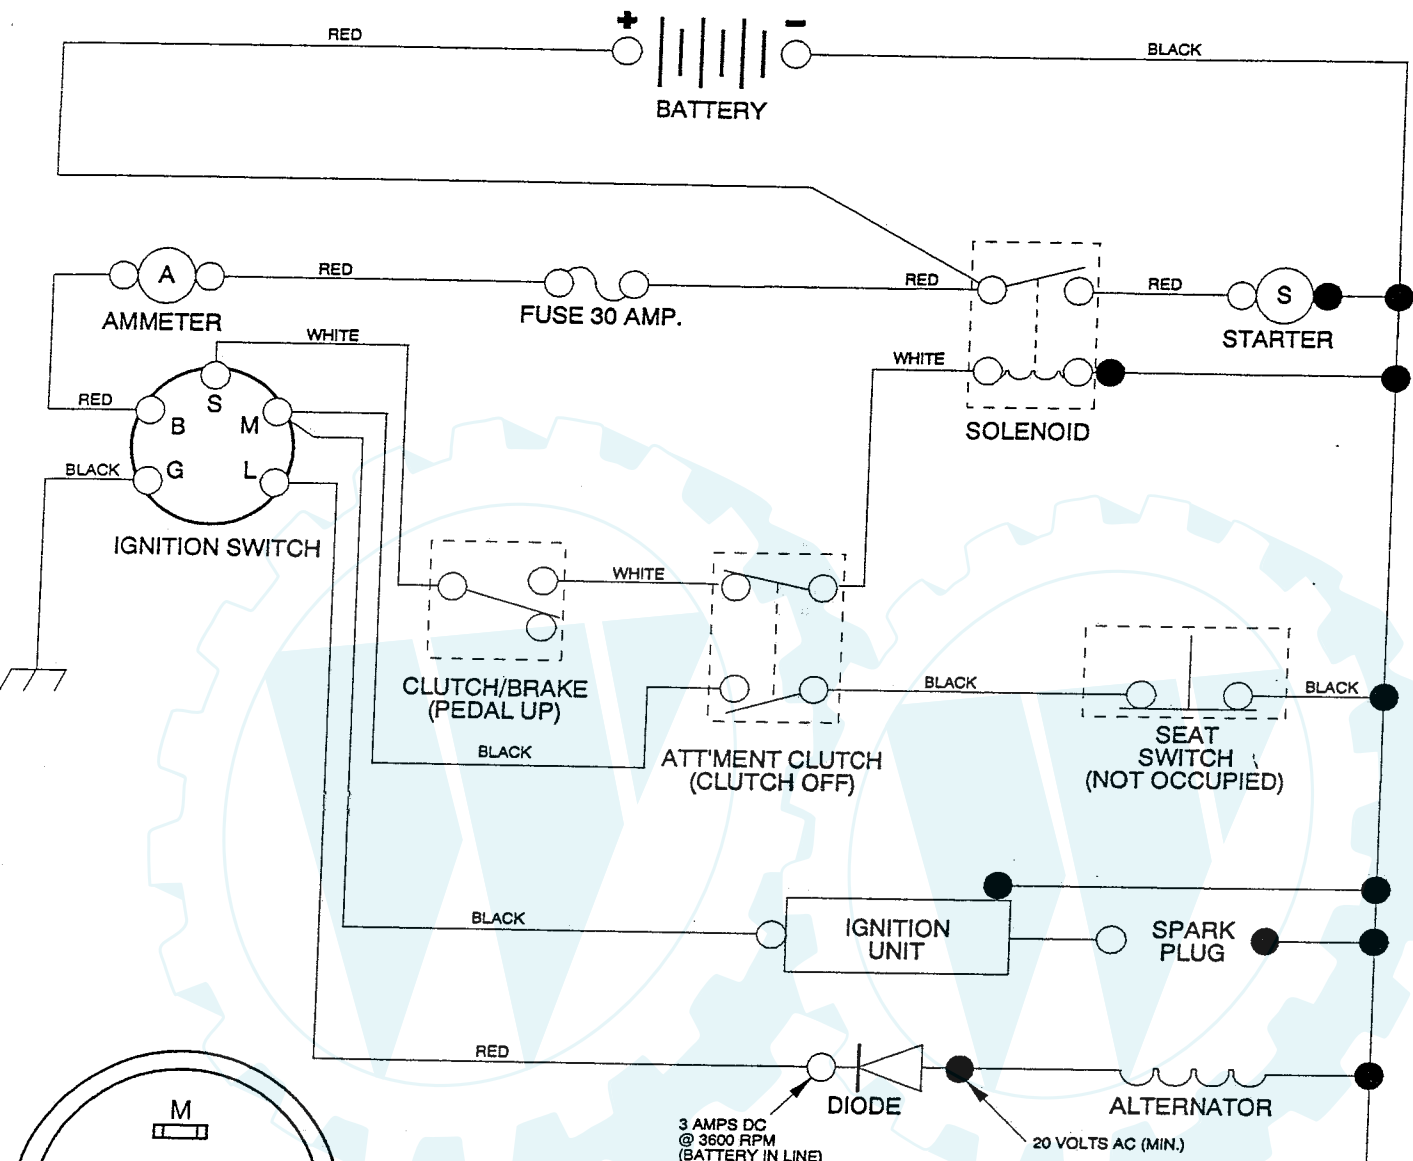 + -
RED
BLACK
BATTERY
A
RED
RED
RED
S
AMMETER
FUSE 30 AMP.
STARTER
WHITE
WHITE
RED
S
B
M
SOLENOID
BLACK
G
L
IGNITION SWITCH
WHITE
CLUTCH/BRAKE
(PEDAL UP)
BLACK
BLACK
BLACK
ATT'MENT CLUTCH
(CLUTCH OFF)
SEAT
SWITCH
(NOT OCCUPIED)
BLACK
IGNITION
UNIT
SPARK
PLUG
RED
DIODE
ALTERNATOR
3 AMPS DC
@ 3600 RPM
(BATTERY IN LINE)
20 VOLTS AC (MIN.)
M